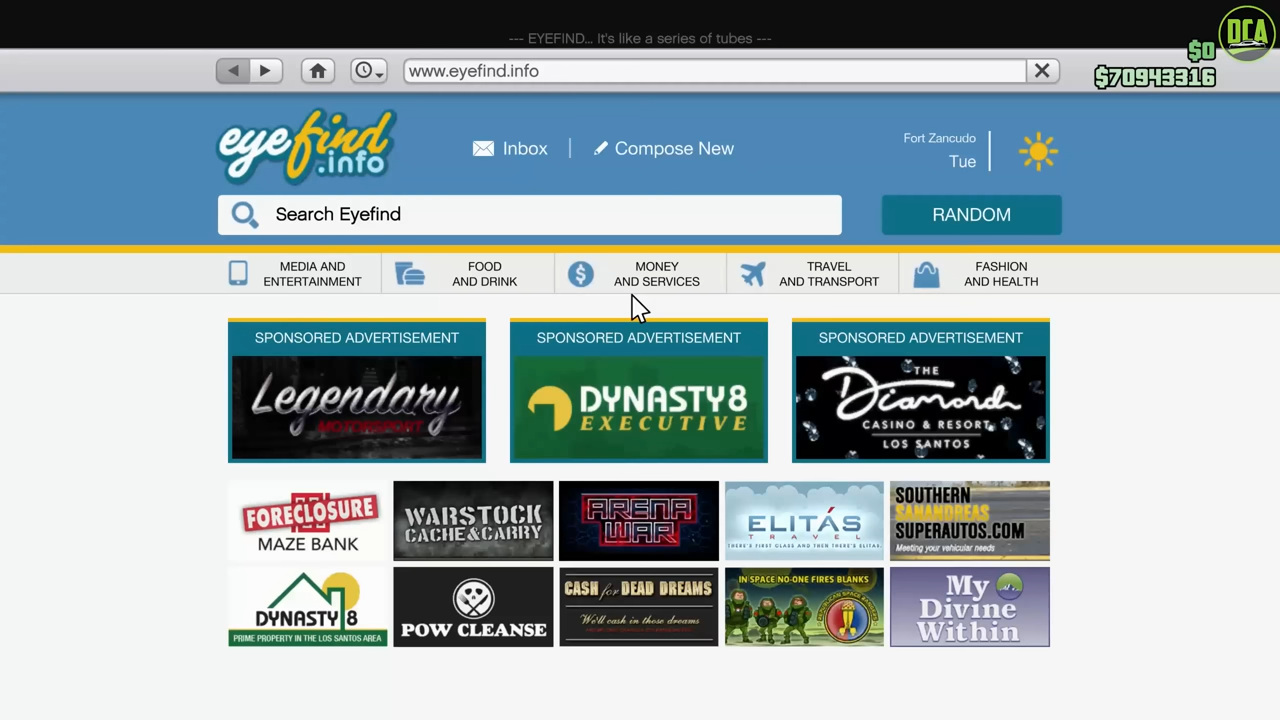 --- EYEFIND... It's like a series of tubes ---
DCA
$0
$70943316
www.eyefind.info
eyefind
.info
Inbox
Compose New
Fort Zancudo
Tue
Search Eyefind
RANDOM
MEDIA AND
ENTERTAINMENT
FOOD
AND DRINK
MONEY
AND SERVICES
TRAVEL
AND TRANSPORT
FASHION
AND HEALTH
SPONSORED ADVERTISEMENT
Legendary
MOTORSPORT
SPONSORED ADVERTISEMENT
DYNASTY8
EXECUTIVE
SPONSORED ADVERTISEMENT
THE
Diamond
CASINO & RESORT
LOS SANTOS
FORECLOSURE
MAZE BANK
WARSTOCK
CACHE&CARRY
ARENA
WAR
ELITÁS
TRAVEL
THERE'S FIRST CLASS AND THEN THERE'S ELITAS.
SOUTHERN
SANANDREAS
SUPERAUTOS.COM
Meeting your vehicular needs
DYNASTY 8
PRIME PROPERTY IN THE LOS SANTOS AREA
POW CLEANSE
CASH for DEAD DREAMS
We'll cash in those dreams
IN SPACE NO-ONE FIRES BLANKS
My
Divine
Within